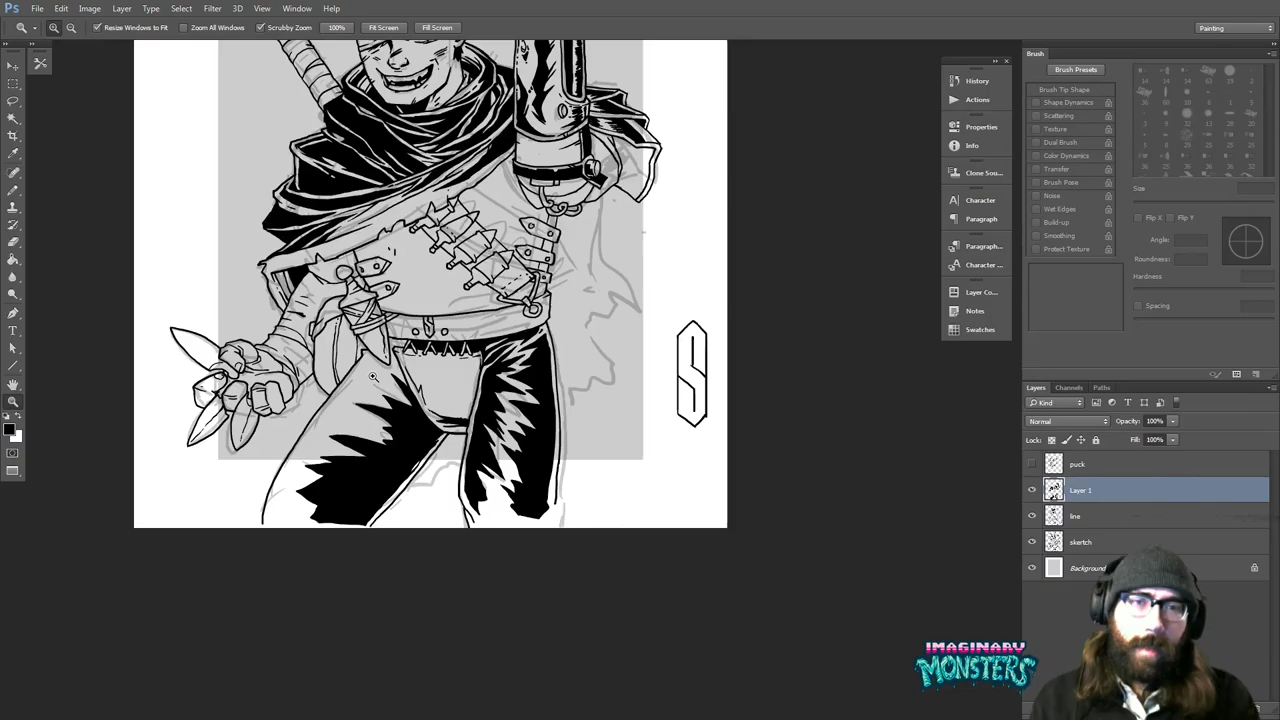 Ps File Edit Image Layer Type Select Filter 3D View Window Help
Resize Windows to Fit Zoom All Windows Scrubby Zoom 100% Fit Screen Fill Screen Painting
Brush
Brush Presets
Brush Tip Shape
Shape Dynamics
Scattering
Texture
Dual Brush
Color Dynamics
Transfer
Brush Pose
Noise
Wet Edges
Build-up
Smoothing
Protect Texture
Size
Flip X Flip Y
Angle:
Roundness:
Hardness
Spacing
History
Actions
Properties
Info
Clone Sou...
Character
Paragraph
Paragraph...
Character ...
Layer Co...
Notes
Swatches
Layers Channels Paths
Kind
Normal Opacity: 100%
Lock: Fill: 100%
puck
Layer 1
line
skertch
Background
IMAGINARY
MONSTERS